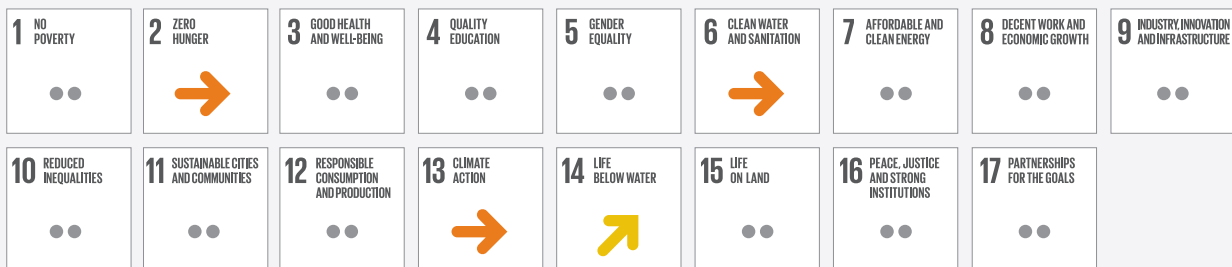 1 NO
POVERTY
2 ZERO
HUNGER
3 GOOD HEALTH
AND WELL-BEING
4 QUALITY
EDUCATION
5 GENDER
EQUALITY
6 CLEAN WATER
AND SANITATION
7 AFFORDABLE AND
CLEAN ENERGY
8 DECENT WORK AND
ECONOMIC GROWTH
9 INDUSTRY, INNOVATION
AND INFRASTRUCTURE
10 REDUCED
INEQUALITIES
11 SUSTAINABLE CITIES
AND COMMUNITIES
12 RESPONSIBLE
CONSUMPTION
AND PRODUCTION
13 CLIMATE
ACTION
14 LIFE
BELOW WATER
15 LIFE
ON LAND
16 PEACE, JUSTICE
AND STRONG
INSTITUTIONS
17 PARTNERSHIPS
FOR THE GOALS